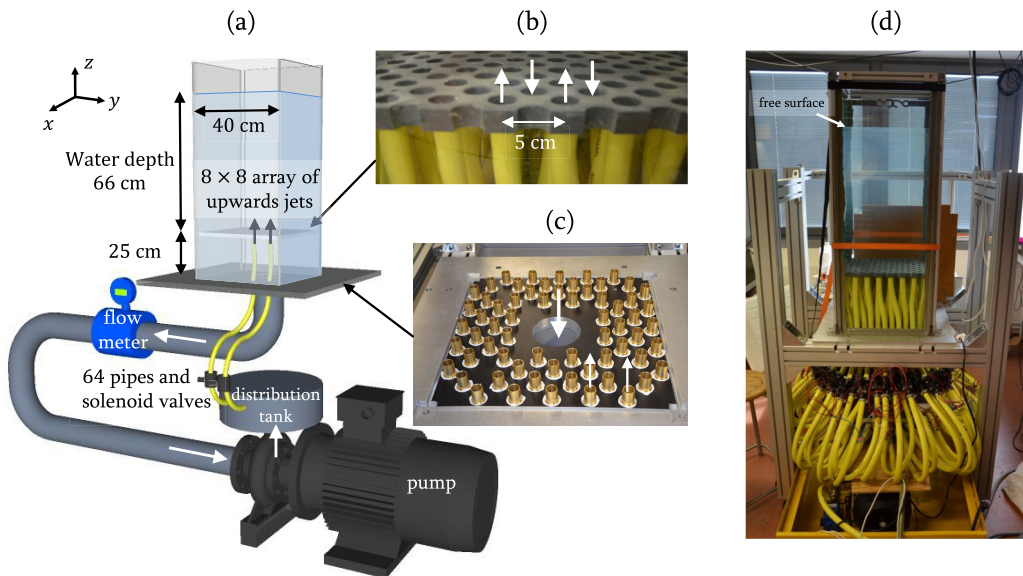 (a)
z
y
x
40 cm
Water depth
66 cm
8 × 8 array of
upwards jets
25 cm
flow
meter
64 pipes and
solenoid valves
distribution
tank
pump
(b)
5 cm
(c)
(d)
free surface